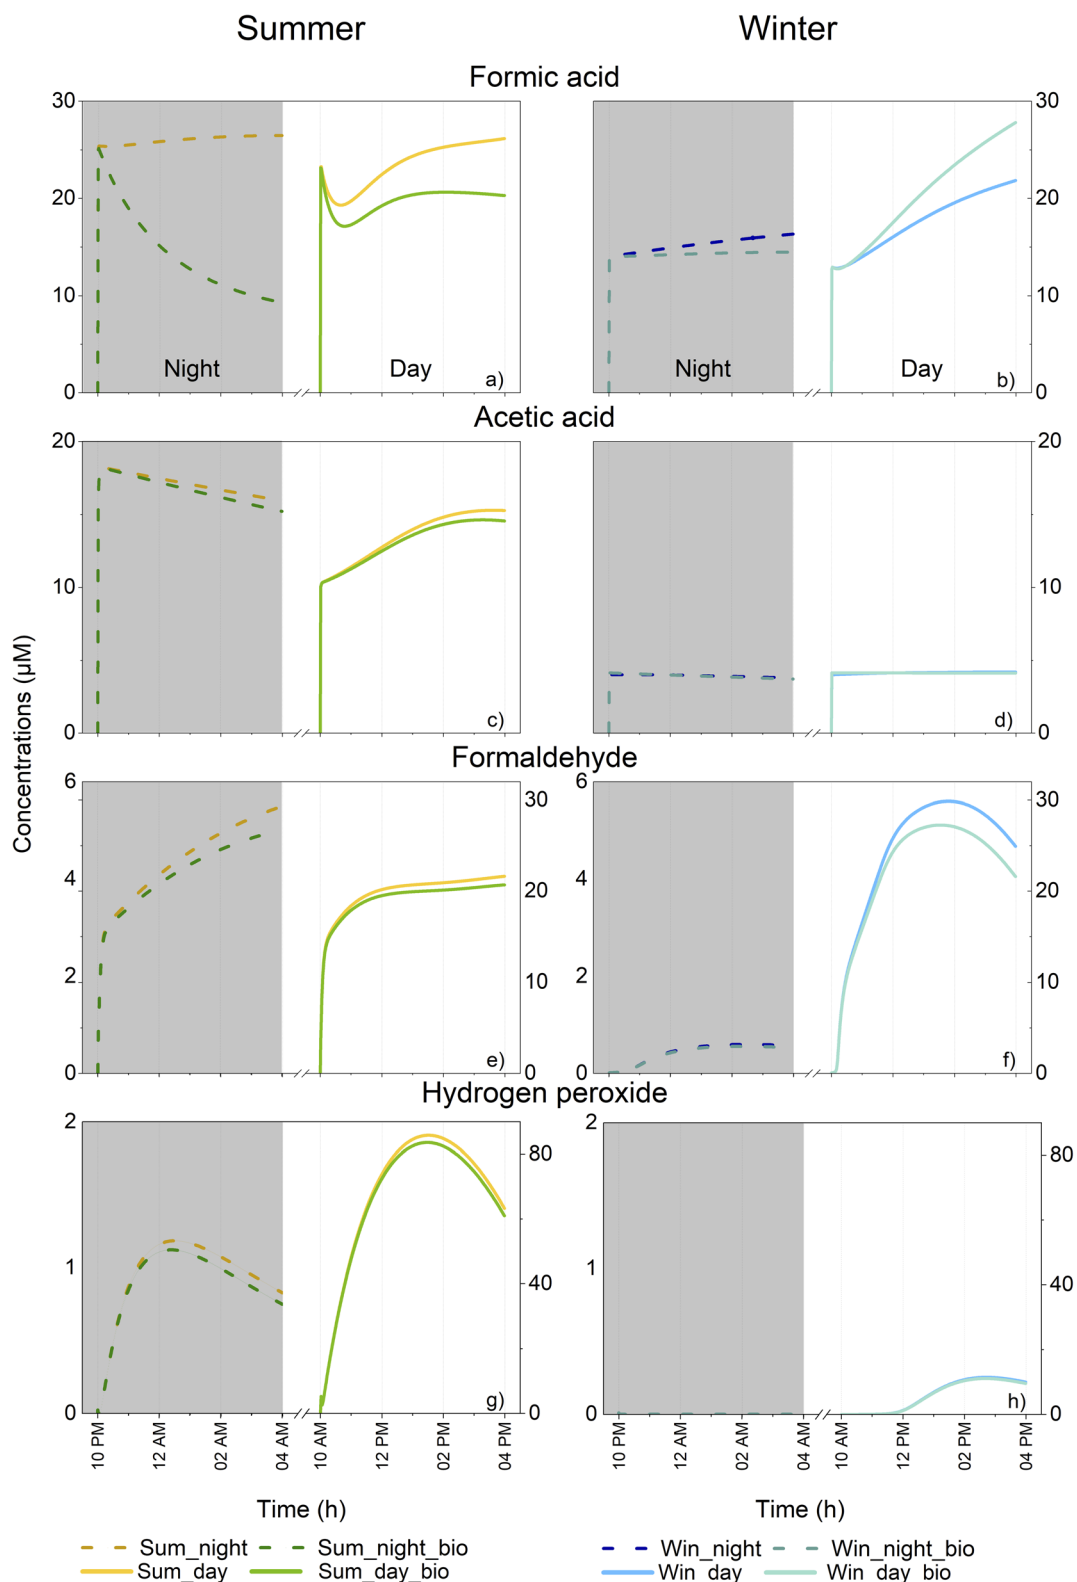 Summer Winter
Formic acid
30 30
20 20
10 10
Night Day a) Night Day b)
0 0
Acetic acid
20 20
10 10
c) d)
0 0
Concentrations (µM)
Formaldehyde
6 30 6 30
4 20 4 20
2 10 2 10
e) f)
0 0 0 0
Hydrogen peroxide
2 80 2 80
1 40 1 40
g) h)
0 0 0 0
10 PM 12 AM 02 AM 04 AM 10 AM 12 PM 02 PM 04 PM 10 PM 12 AM 02 AM 04 AM 10 AM 12 PM 02 PM 04 PM
Time (h) Time (h)
Sum_night Sum_night_bio Win_night Win_night_bio
Sum_day Sum_day_bio Win_day Win_day_bio